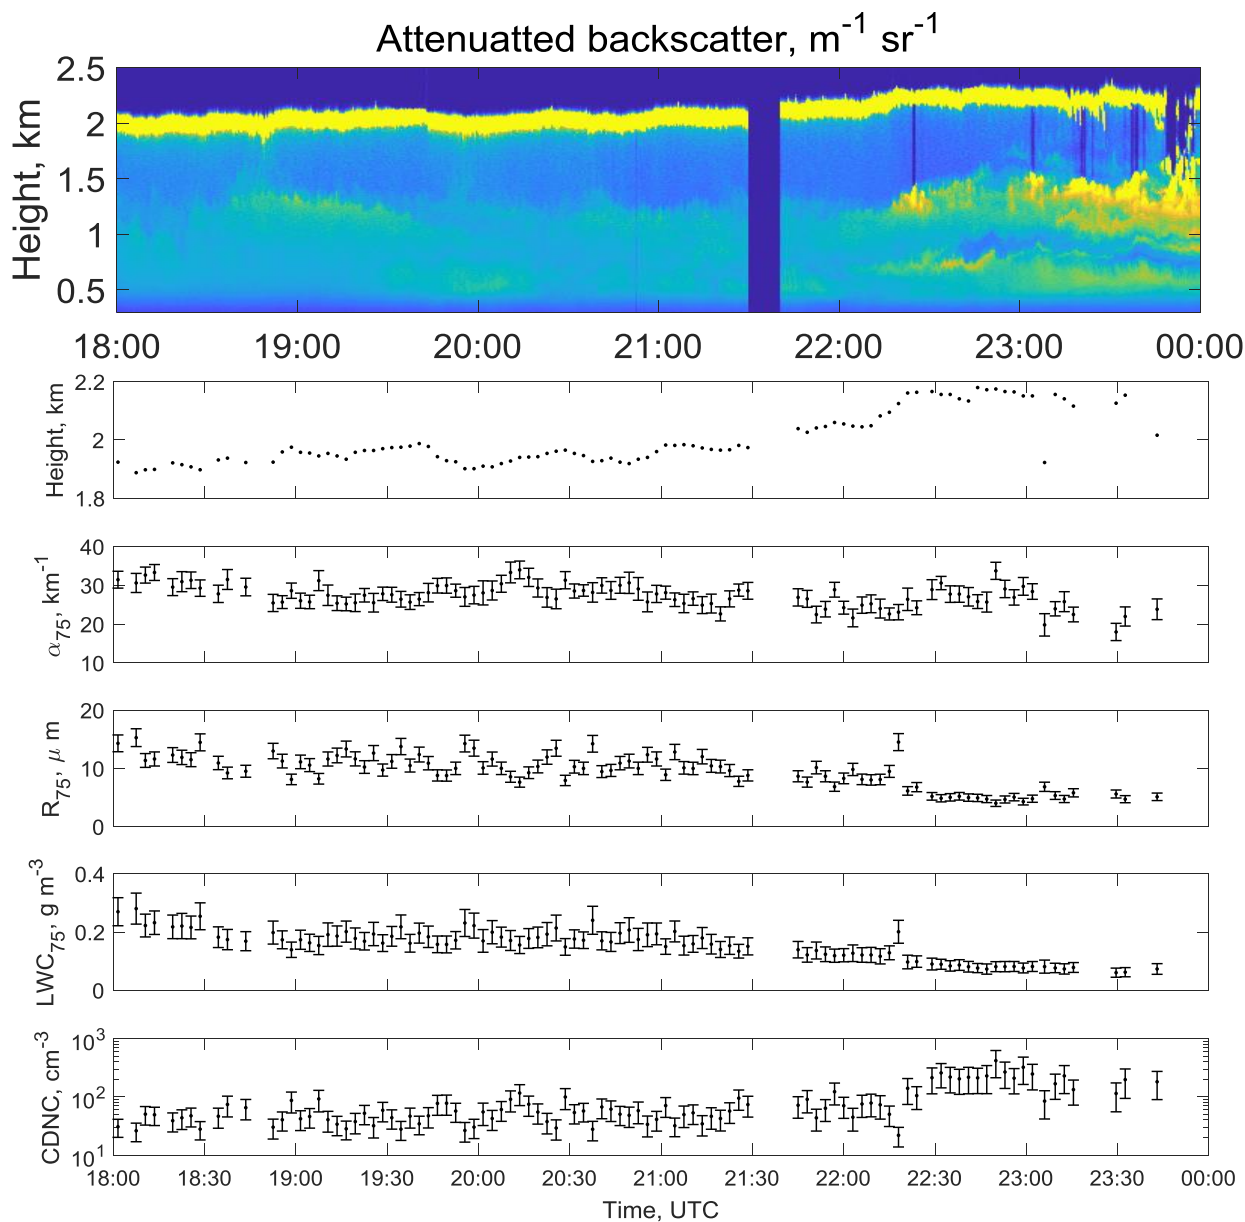 Attenuatted backscatter, m⁻¹ sr⁻¹
Height, km
2.5
2
1.5
1
0.5
18:00 19:00 20:00 21:00 22:00 23:00 00:00
Height, km
2.2
2
1.8
α₇₅, km⁻¹
40
30
20
10
R₇₅, μ m
20
10
0
LWC₇₅, g m⁻³
0.4
0.2
0
CDNC, cm⁻³
10³
10²
10¹
18:00 18:30 19:00 19:30 20:00 20:30 21:00 21:30 22:00 22:30 23:00 23:30 00:00
Time, UTC